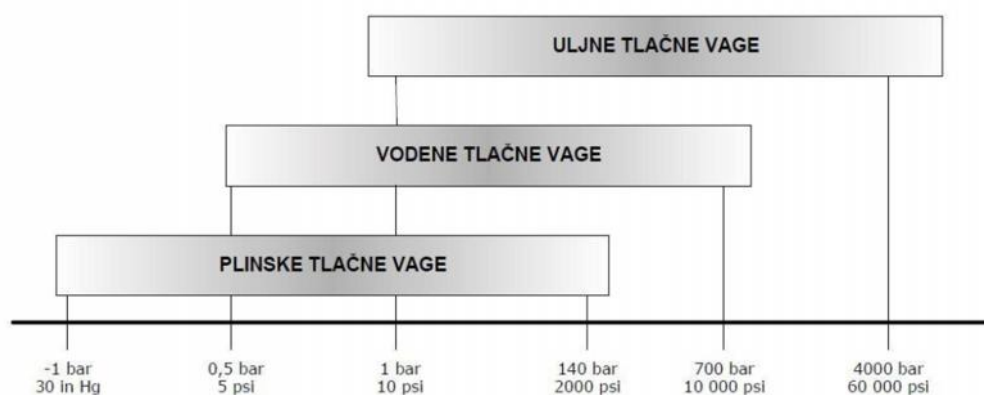 ULJNE TLAČNE VAGE
VODENE TLAČNE VAGE
PLINSKE TLAČNE VAGE
-1 bar
30 in Hg
0,5 bar
5 psi
1 bar
10 psi
140 bar
2000 psi
700 bar
10 000 psi
4000 bar
60 000 psi